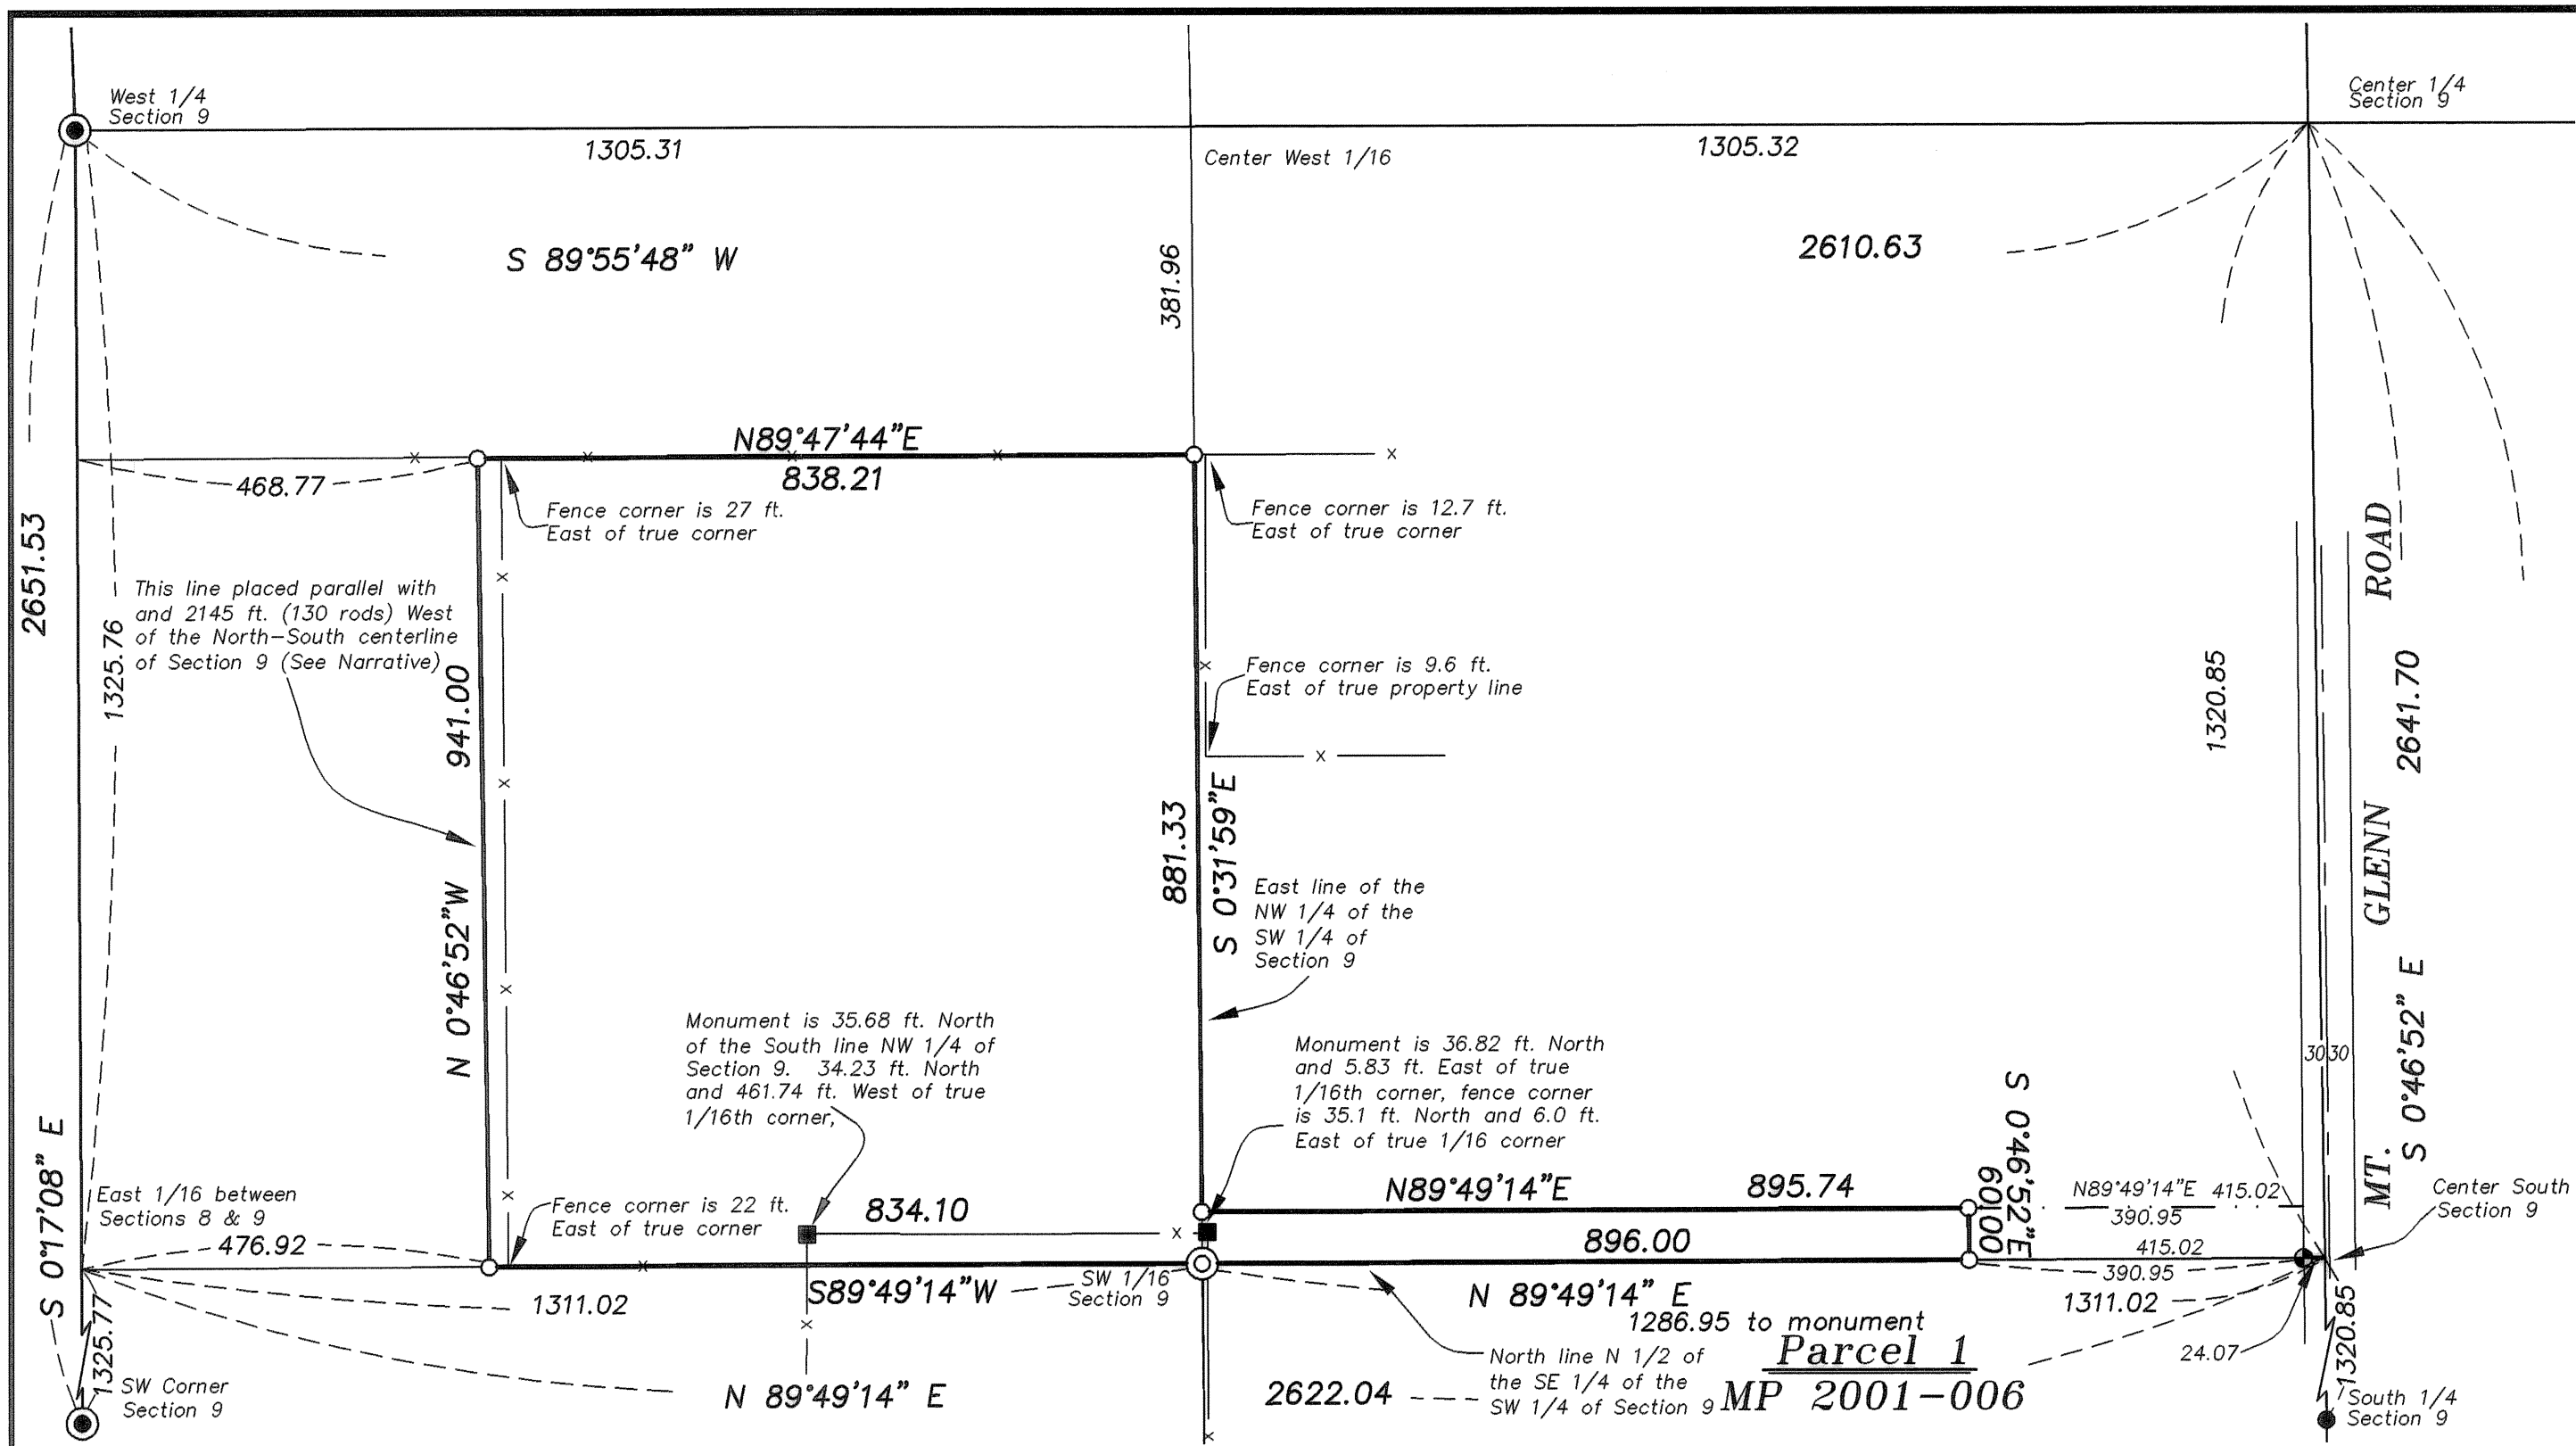 West 1/4
Section 9
Center 1/4
Section 9
1305.31
Center West 1/16
1305.32
S 89°55'48" W
381.96
2610.63
N89°47'44"E
838.21
468.77
Fence corner is 27 ft.
East of true corner
Fence corner is 12.7 ft.
East of true corner
2651.53
1325.76
This line placed parallel with
and 2145 ft. (130 rods) West
of the North-South centerline
of Section 9 (See Narrative)
941.00
N 0°46'52"W
Fence corner is 9.6 ft.
East of true property line
881.33
S 0°31'59"E
East line of the
NW 1/4 of the
SW 1/4 of
Section 9
1320.85
MT. GLENN ROAD
2641.70
S 0°46'52" E
30 30
Monument is 35.68 ft. North
of the South line NW 1/4 of
Section 9. 34.23 ft. North
and 461.74 ft. West of true
1/16th corner,
Monument is 36.82 ft. North
and 5.83 ft. East of true
1/16th corner, fence corner
is 35.1 ft. North and 6.0 ft.
East of true 1/16 corner
S 0°17'08" E
East 1/16 between
Sections 8 & 9
476.92
Fence corner is 22 ft.
East of true corner
834.10
N89°49'14"E
895.74
S 0°46'52"E
60.00
N89°49'14"E 415.02
390.95
Center South
Section 9
896.00
415.02
390.95
1311.02
S89°49'14"W
SW 1/16
Section 9
N 89°49'14" E
1286.95 to monument
1311.02
24.07
1320.85
1325.77
SW Corner
Section 9
N 89°49'14" E
2622.04
North line N 1/2 of
the SE 1/4 of the
SW 1/4 of Section 9
Parcel 1
MP 2001-006
South 1/4
Section 9